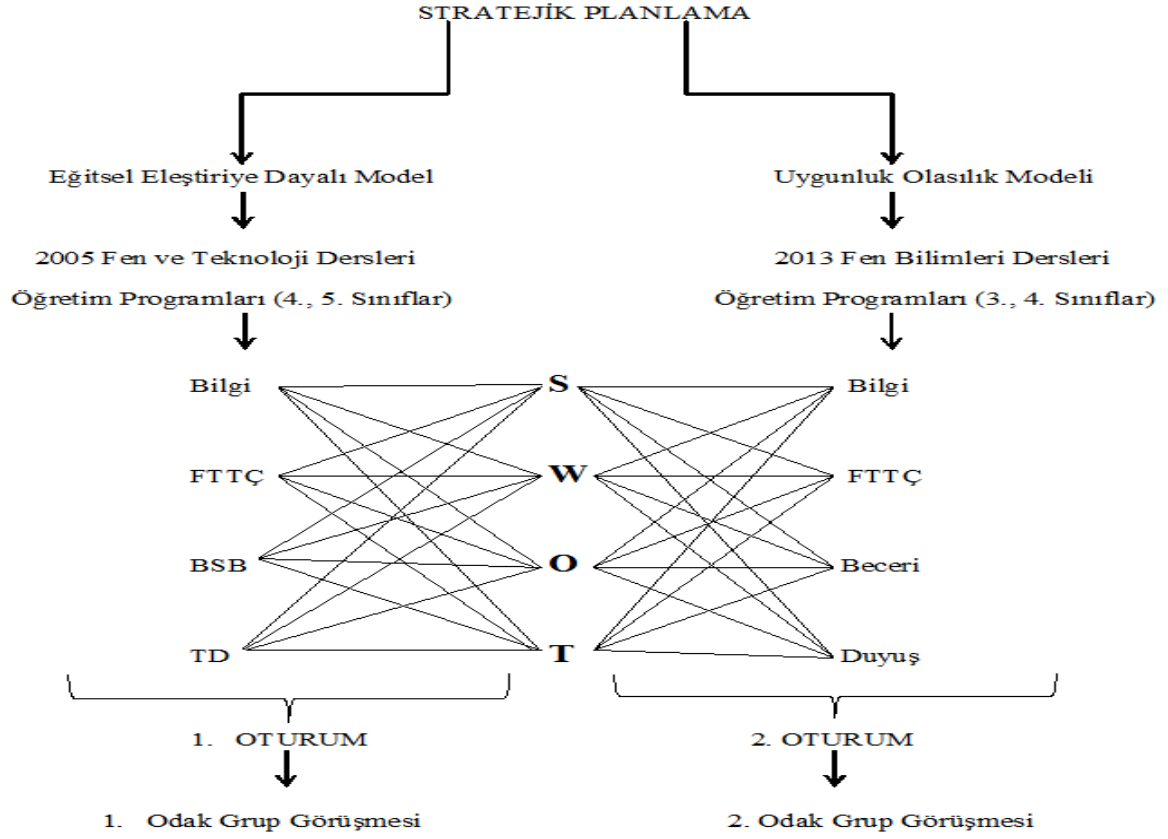 STRATEJİK PLANLAMA
Eğitsel Eleştiriye Dayalı Model
Uygunluk Olasılık Modeli
2005 Fen ve Teknoloji Dersleri
Öğretim Programları (4., 5. Sınıflar)
2013 Fen Bilimleri Dersleri
Öğretim Programları (3., 4. Sınıflar)
Bilgi
S
Bilgi
FTTÇ
W
FTTÇ
BSB
O
Beceri
TD
T
Duyuş
1. OTURUM
2. OTURUM
1. Odak Grup Görüşmesi
2. Odak Grup Görüşmesi